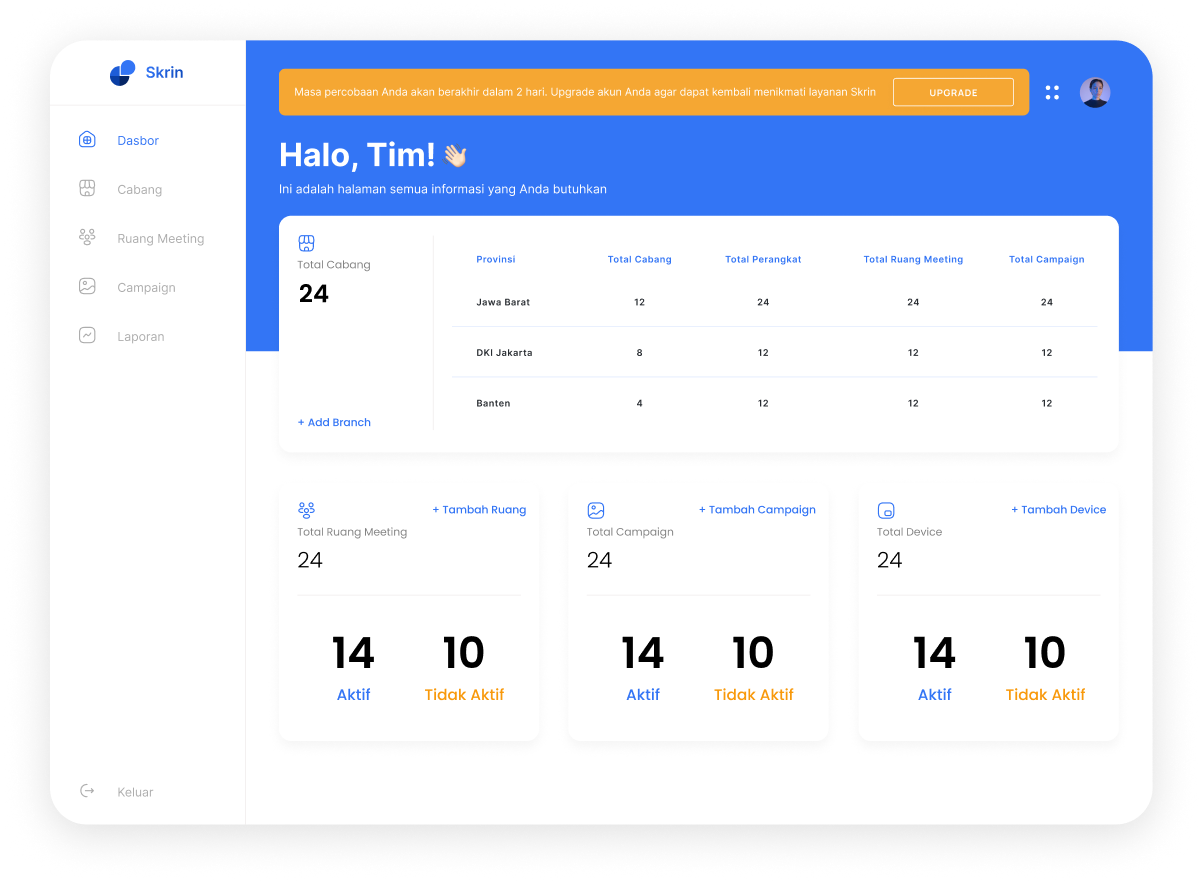 Skrin
Masa percobaan Anda akan berakhir dalam 2 hari. Upgrade akun Anda agar dapat kembali menikmati layanan Skrin
UPGRADE
Dasbor
Cabang
Ruang Meeting
Campaign
Laporan
Keluar
Halo, Tim! 👋🏻
Ini adalah halaman semua informasi yang Anda butuhkan
Total Cabang
24
+ Add Branch
Provinsi Total Cabang Total Perangkat Total Ruang Meeting Total Campaign
Jawa Barat 12 24 24 24
DKI Jakarta 8 12 12 12
Banten 4 12 12 12
+ Tambah Ruang
Total Ruang Meeting
24
14 10
Aktif Tidak Aktif
+ Tambah Campaign
Total Campaign
24
14 10
Aktif Tidak Aktif
+ Tambah Device
Total Device
24
14 10
Aktif Tidak Aktif